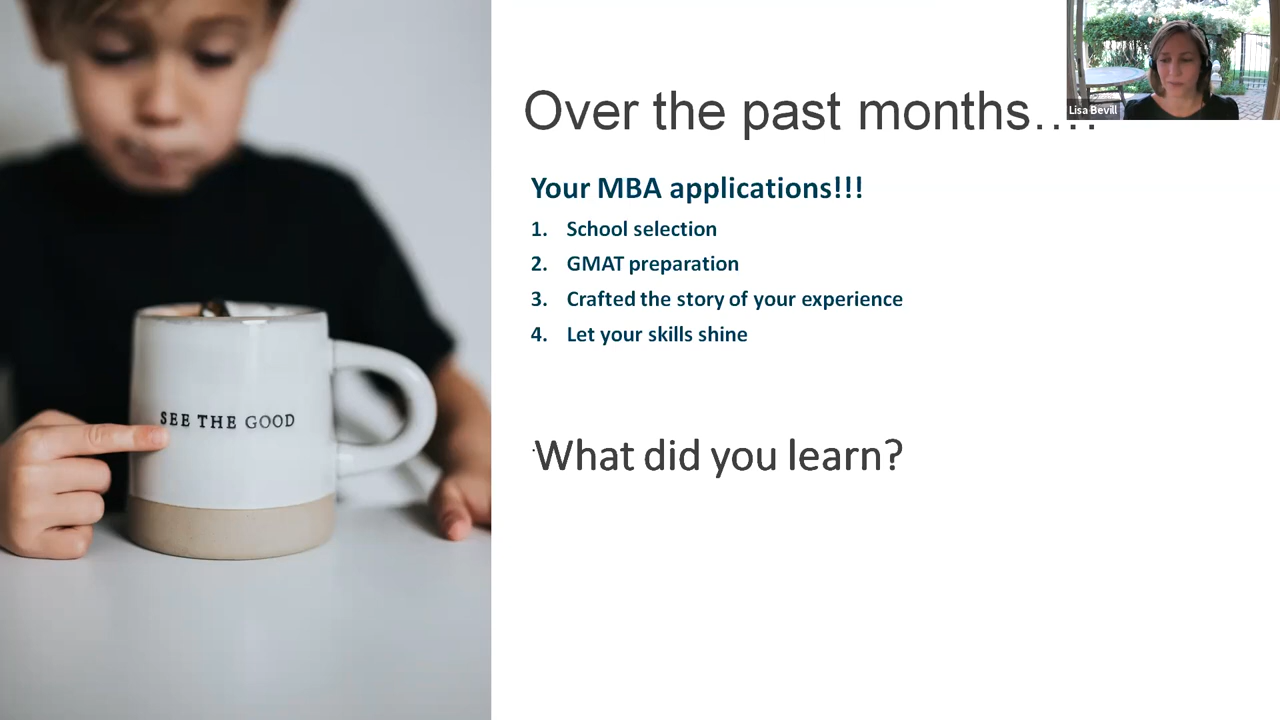 Over the past months….
Lisa Bevill
Your MBA applications!!!
1. School selection
2. GMAT preparation
3. Crafted the story of your experience
4. Let your skills shine
SEE THE GOOD
What did you learn?